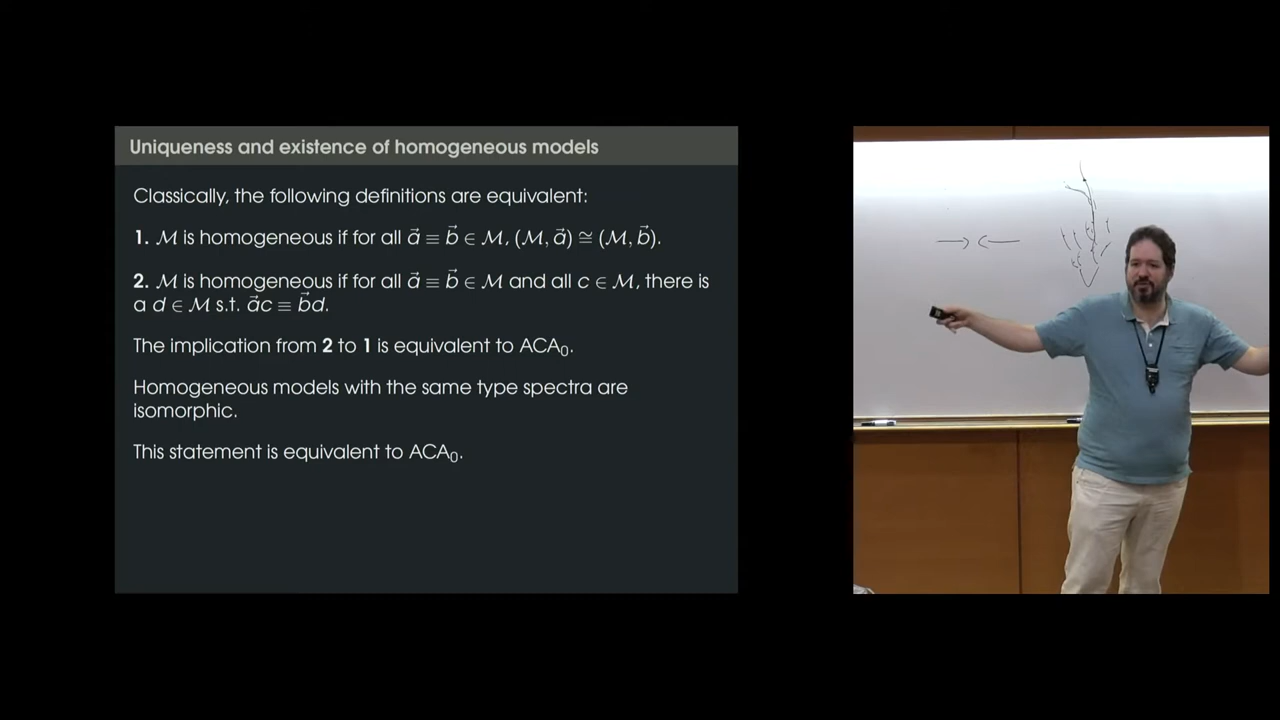 Uniqueness and existence of homogeneous models
Classically, the following definitions are equivalent:
1. ℳ is homogeneous if for all a⃗ ≡ b⃗ ∈ ℳ, (ℳ, a⃗) ≅ (ℳ, b⃗).
2. ℳ is homogeneous if for all a⃗ ≡ b⃗ ∈ ℳ and all c ∈ ℳ, there is
a d ∈ ℳ s.t. a⃗c ≡ b⃗d.
The implication from 2 to 1 is equivalent to ACA₀.
Homogeneous models with the same type spectra are
isomorphic.
This statement is equivalent to ACA₀.